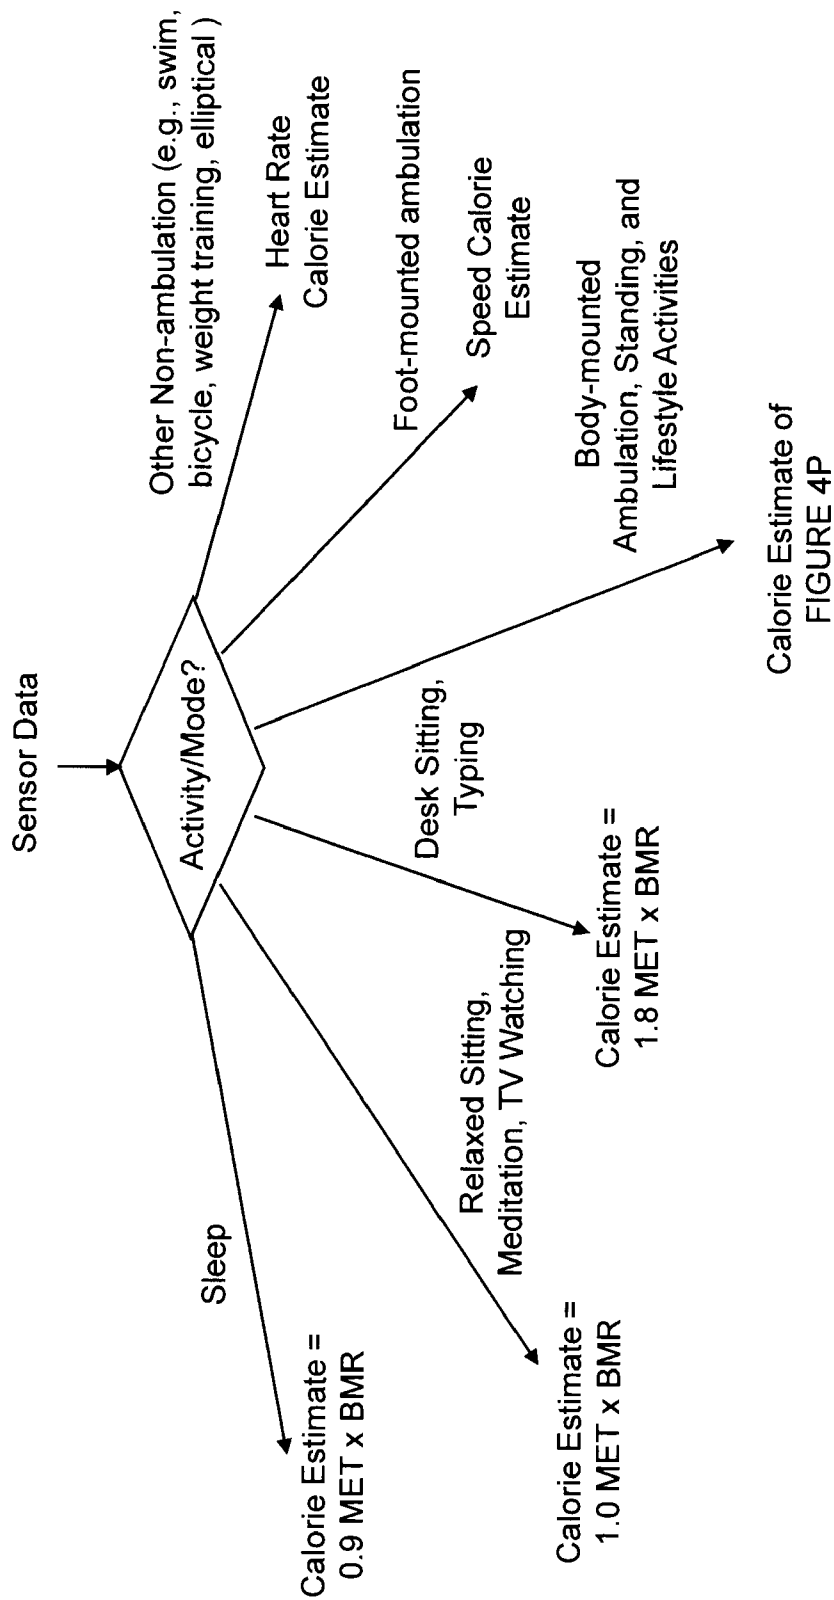 Sensor Data
Activity/Mode?
Sleep
Calorie Estimate =
0.9 MET x BMR
Relaxed Sitting,
Meditation, TV Watching
Calorie Estimate =
1.0 MET x BMR
Desk Sitting,
Typing
Calorie Estimate =
1.8 MET x BMR
Body-mounted
Ambulation, Standing, and
Lifestyle Activities
Calorie Estimate of
FIGURE 4P
Foot-mounted ambulation
Speed Calorie
Estimate
Other Non-ambulation (e.g., swim,
bicycle, weight training, elliptical )
Heart Rate
Calorie Estimate